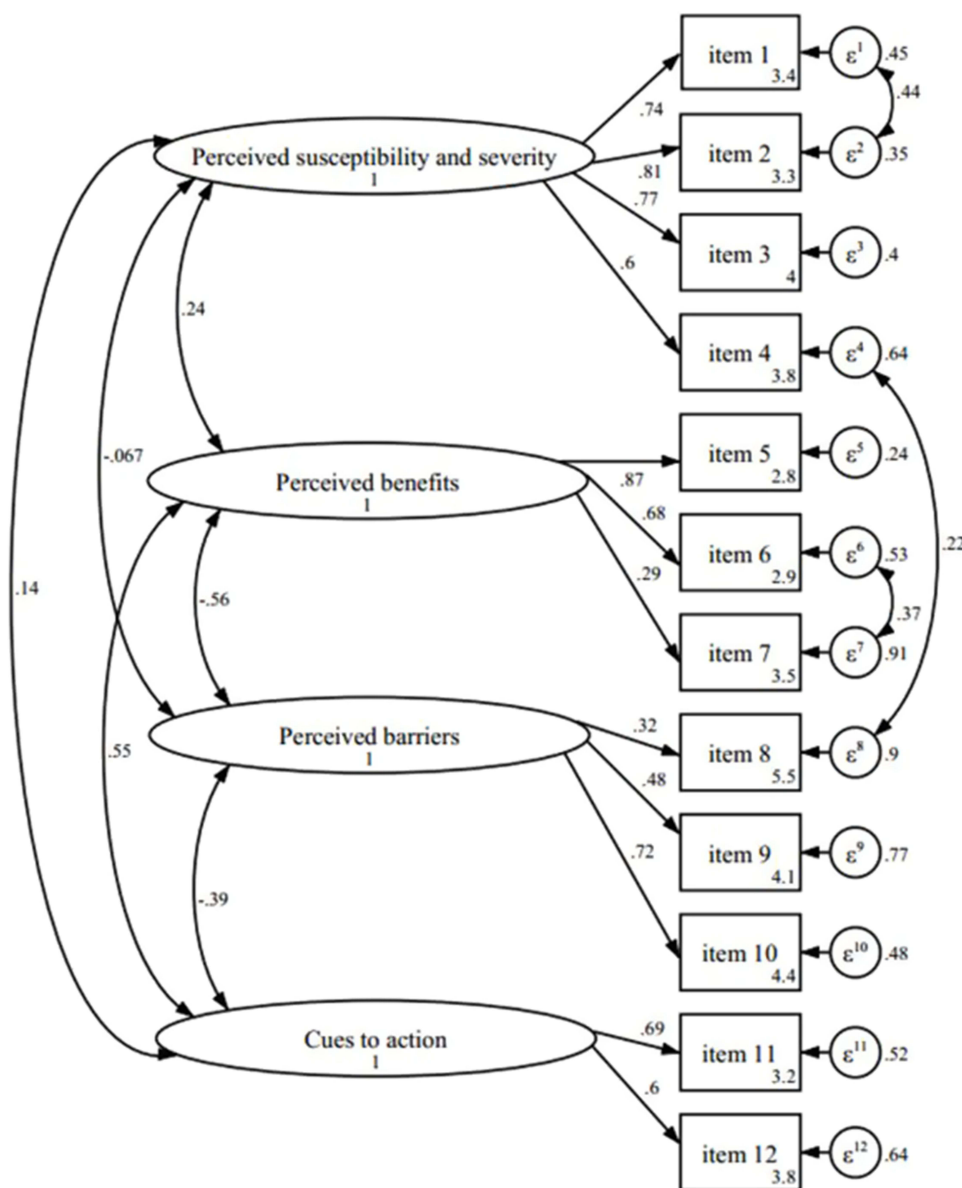 item 1
3.4
ε1
.45
.44
.74
Perceived susceptibility and severity
1
item 2
3.3
ε2
.35
.81
.77
item 3
4
ε3
.4
.6
.24
item 4
3.8
ε4
.64
-.067
item 5
2.8
ε5
.24
.87
Perceived benefits
1
.68
item 6
2.9
ε6
.53
.22
.29
.37
.14
-.56
item 7
3.5
ε7
.91
.55
Perceived barriers
1
.32
item 8
5.5
ε8
.9
.48
.72
item 9
4.1
ε9
.77
-.39
item 10
4.4
ε10
.48
Cues to action
1
.69
item 11
3.2
ε11
.52
.6
item 12
3.8
ε12
.64